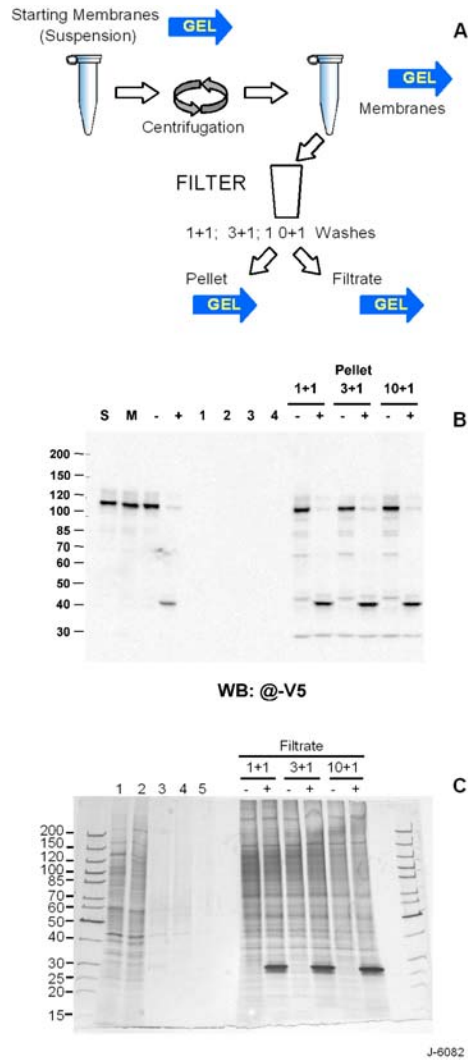 Starting Membranes
(Suspension)
GEL
A
GEL
Centrifugation
Membranes
FILTER
1+1; 3+1; 1 0+1 Washes
Pellet
Filtrate
GEL
GEL
Pellet
1+1 3+1 10+1
S M - + 1 2 3 4 - + - + - +
B
200
150
120
100
85
70
60
50
40
30
WB: @-V5
Filtrate
1+1 3+1 10+1
C
1 2 3 4 5 - + - + - +
200
150
120
100
85
70
60
50
40
30
25
20
15
J-6082